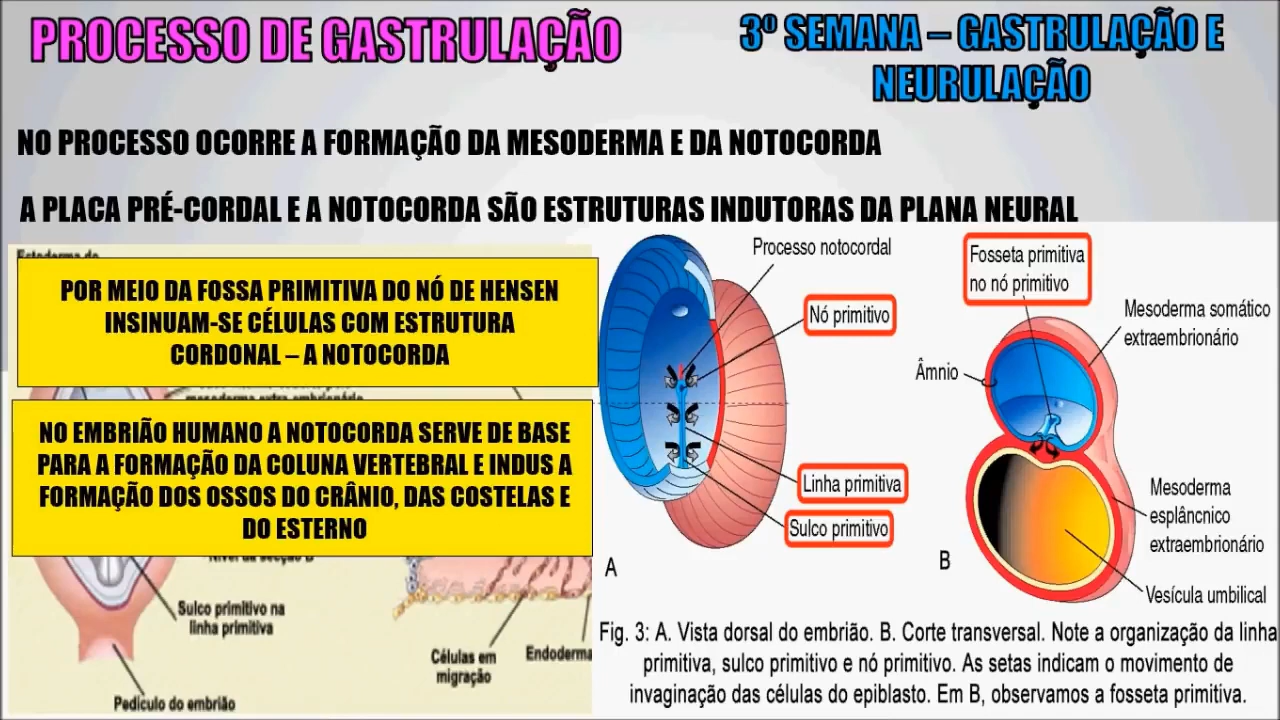 PROCESSO DE GASTRULAÇÃO
3º SEMANA – GASTRULAÇÃO E
NEURULAÇÃO
NO PROCESSO OCORRE A FORMAÇÃO DA MESODERMA E DA NOTOCORDA
A PLACA PRÉ-CORDAL E A NOTOCORDA SÃO ESTRUTURAS INDUTORAS DA PLANA NEURAL
POR MEIO DA FOSSA PRIMITIVA DO NÓ DE HENSEN
INSINUAM-SE CÉLULAS COM ESTRUTURA
CORDONAL – A NOTOCORDA
NO EMBRIÃO HUMANO A NOTOCORDA SERVE DE BASE
PARA A FORMAÇÃO DA COLUNA VERTEBRAL E INDUS A
FORMAÇÃO DOS OSSOS DO CRÂNIO, DAS COSTELAS E
DO ESTERNO
Sulco primitivo na
linha primitiva
Pedículo do embrião
Células em
migração
Endoderma
Processo notocordal
Nó primitivo
Linha primitiva
Sulco primitivo
A
Fosseta primitiva
no nó primitivo
Mesoderma somático
extraembrionário
Âmnio
Mesoderma
esplâncnico
extraembrionário
B
Vesícula umbilical
Fig. 3: A. Vista dorsal do embrião. B. Corte transversal. Note a organização da linha
primitiva, sulco primitivo e nó primitivo. As setas indicam o movimento de
invaginação das células do epiblasto. Em B, observamos a fosseta primitiva.